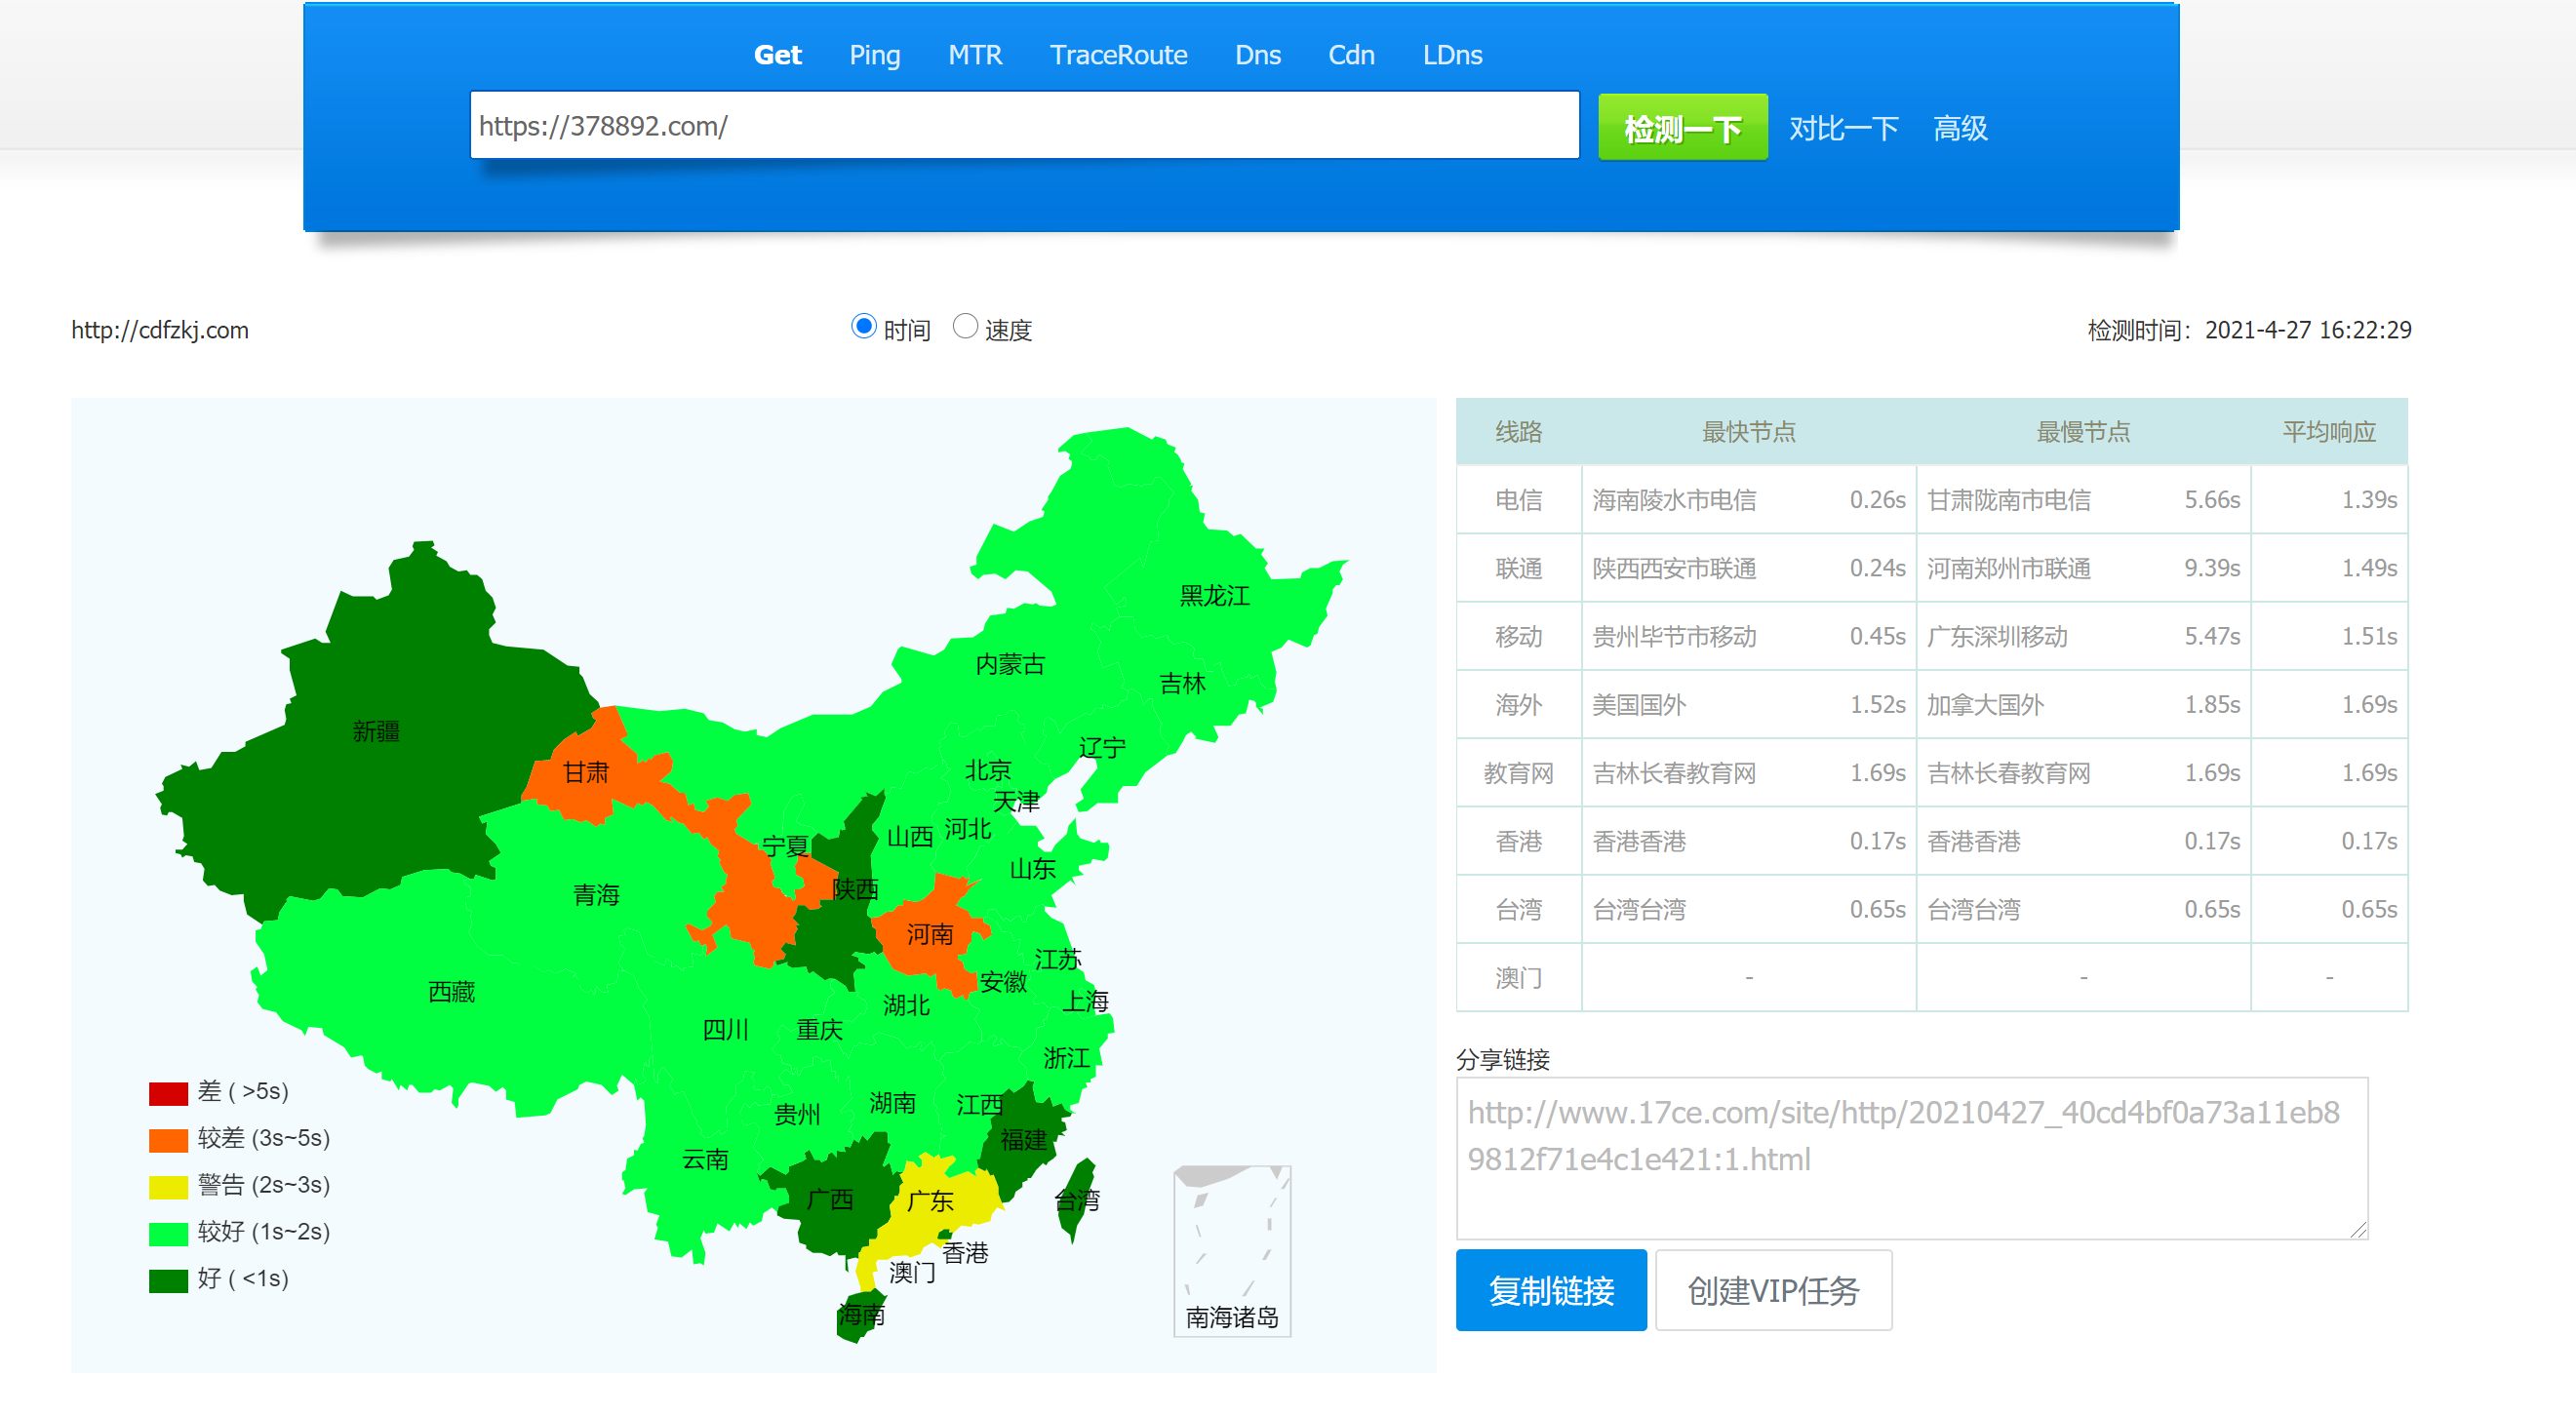 Get Ping MTR TraceRoute Dns Cdn LDns
https://378892.com/ 检测一下 对比一下 高级
http://cdfzkj.com 时间 速度 检测时间：2021-4-27 16:22:29
黑龙江
内蒙古
吉林
新疆
辽宁
北京
甘肃
天津
河北
山西
宁夏
山东
陕西
青海
河南
江苏
安徽
西藏
上海
湖北
四川
重庆
浙江
湖南
江西
贵州
福建
云南
广西
广东
台湾
香港
澳门
海南
南海诸岛
差 ( >5s)
较差 (3s~5s)
警告 (2s~3s)
较好 (1s~2s)
好 ( <1s)
线路 最快节点 最慢节点 平均响应
电信 海南陵水市电信 0.26s 甘肃陇南市电信 5.66s 1.39s
联通 陕西西安市联通 0.24s 河南郑州市联通 9.39s 1.49s
移动 贵州毕节市移动 0.45s 广东深圳移动 5.47s 1.51s
海外 美国国外 1.52s 加拿大国外 1.85s 1.69s
教育网 吉林长春教育网 1.69s 吉林长春教育网 1.69s 1.69s
香港 香港香港 0.17s 香港香港 0.17s 0.17s
台湾 台湾台湾 0.65s 台湾台湾 0.65s 0.65s
澳门 - - -
分享链接
http://www.17ce.com/site/http/20210427_40cd4bf0a73a11eb8
9812f71e4c1e421:1.html
复制链接 创建VIP任务